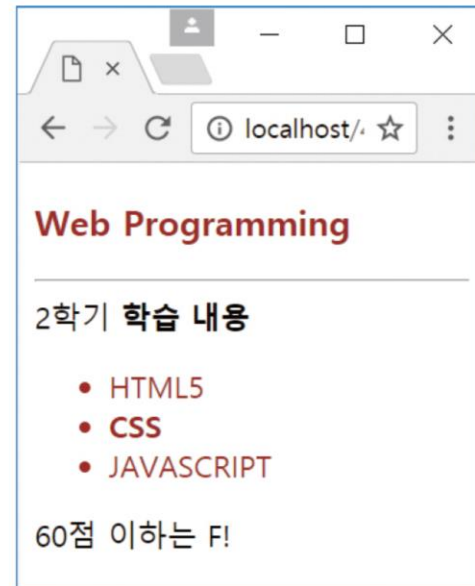 localhost/
Web Programming
2학기 학습 내용
HTML5
CSS
JAVASCRIPT
60점 이하는 F!